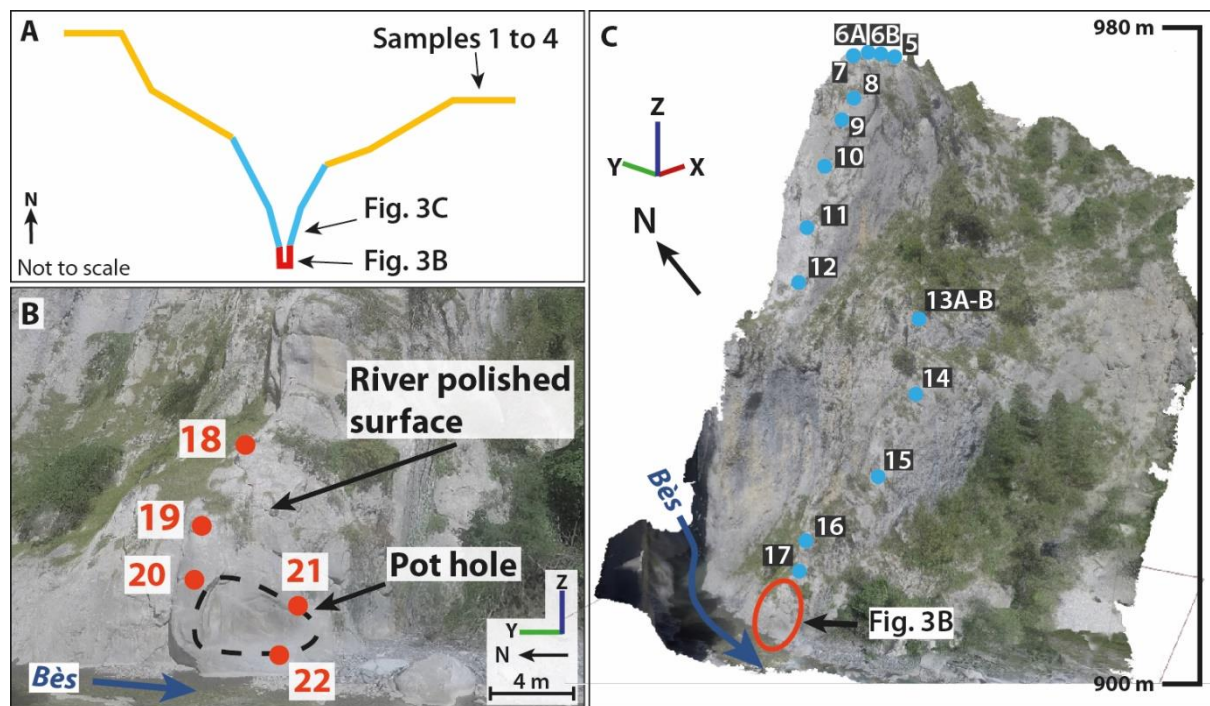 A
Samples 1 to 4
Fig. 3C
N
Fig. 3B
Not to scale
B
River polished
surface
18
19
Pot hole
20
21
Z
Y
N
Bès
22
4 m
C
980 m
6A 6B 5
7
8
9
Z
Y
X
10
N
11
12
13A-B
14
15
Bès
16
17
Fig. 3B
900 m